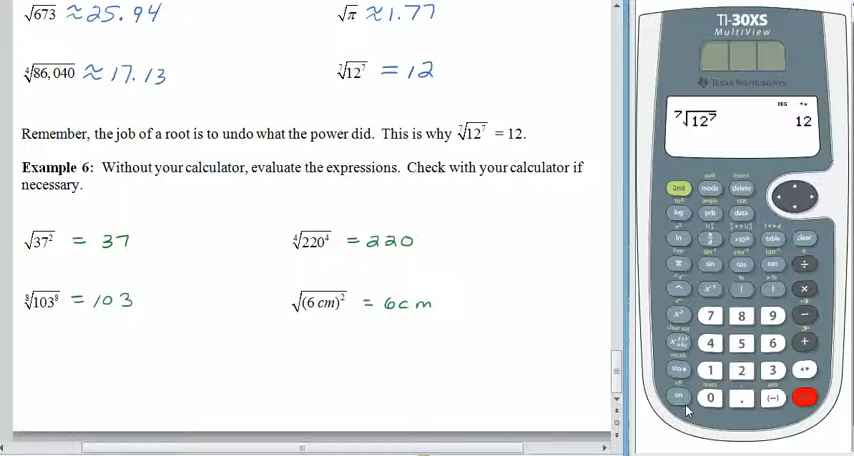 √673 ≈ 25.94 √π ≈ 1.77
∜86,040 ≈ 17.13 ⁷√12⁷ = 12
Remember, the job of a root is to undo what the power did. This is why ⁷√12⁷ = 12.
Example 6: Without your calculator, evaluate the expressions. Check with your calculator if
necessary.
√37² = 37 ∜220⁴ = 220
⁸√103⁸ = 103 √(6 cm)² = 6cm
TI-30XS
MultiView
TEXAS INSTRUMENTS
DEG
⁷√12⁷ 12
2nd mode delete
log prb data
ln n/d x10ⁿ table clear
π sin cos tan ÷
^ x⁻¹ ( ) ×
x² 7 8 9 −
4 5 6 +
sto▸ 1 2 3 ◂▸
on 0 . (−)